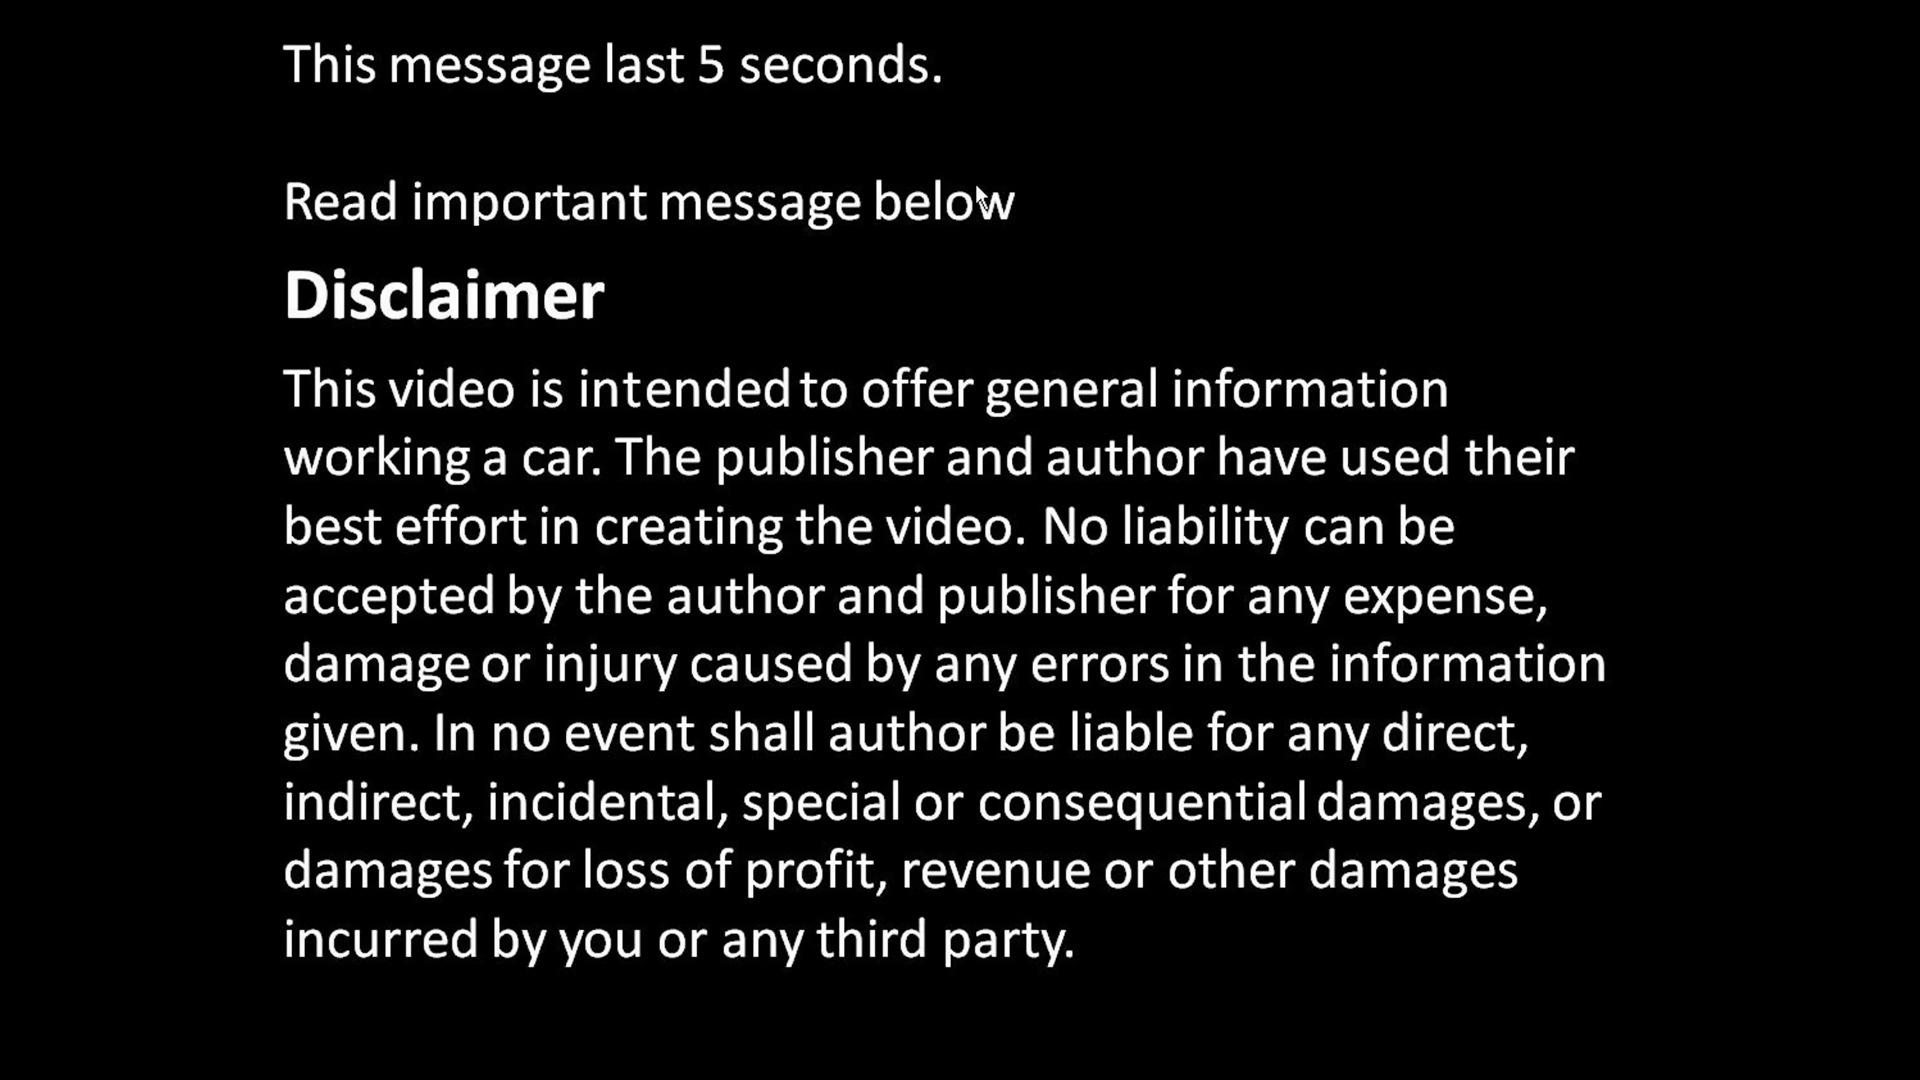 This message last 5 seconds.
Read important message below
Disclaimer
This video is intended to offer general information
working a car. The publisher and author have used their
best effort in creating the video. No liability can be
accepted by the author and publisher for any expense,
damage or injury caused by any errors in the information
given. In no event shall author be liable for any direct,
indirect, incidental, special or consequential damages, or
damages for loss of profit, revenue or other damages
incurred by you or any third party.